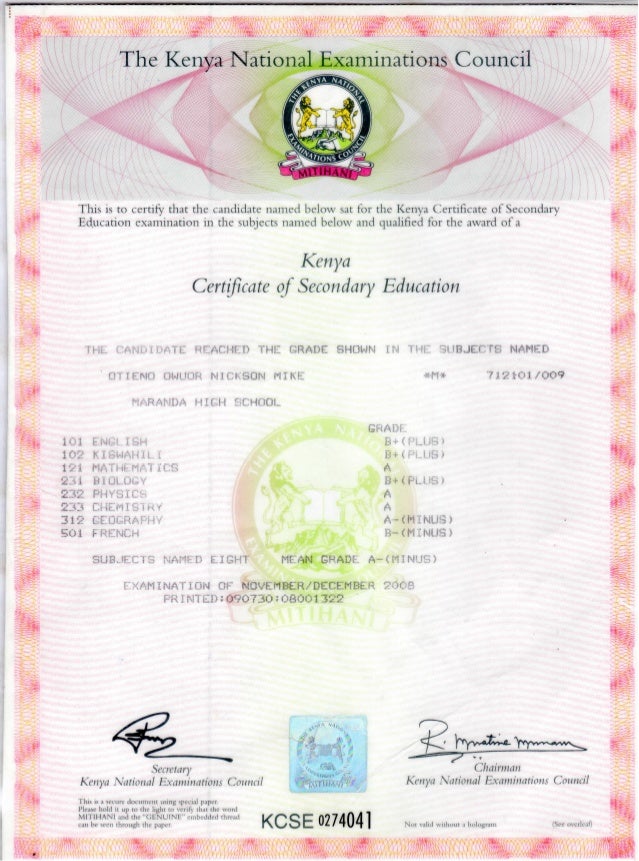 The Kenya National Examinations Council
THE KENYA NATIONAL EXAMINATIONS COUNCIL
MITIHANI
This is to certify that the candidate named below sat for the Kenya Certificate of Secondary
Education examination in the subjects named below and qualified for the award of a
Kenya
Certificate of Secondary Education
THE CANDIDATE REACHED THE GRADE SHOWN IN THE SUBJECTS NAMED
OTIENO OWUOR NICKSON MIKE *M* 712101/009
MARANDA HIGH SCHOOL
GRADE
101 ENGLISH B+(PLUS)
102 KISWAHILI B+(PLUS)
121 MATHEMATICS A
231 BIOLOGY B+(PLUS)
232 PHYSICS A
233 CHEMISTRY A
312 GEOGRAPHY A-(MINUS)
501 FRENCH B-(MINUS)
SUBJECTS NAMED EIGHT MEAN GRADE A-(MINUS)
EXAMINATION OF NOVEMBER/DECEMBER 2008
PRINTED:090730:08001322
MITIHANI
Secretary
Kenya National Examinations Council
Chairman
Kenya National Examinations Council
This is a secure document using special paper.
Please hold it up to the light to verify that the word
MITIHANI and the "GENUINE" embedded thread
can be seen through the paper.
KCSE 0274041
Not valid without a hologram
(See overleaf)